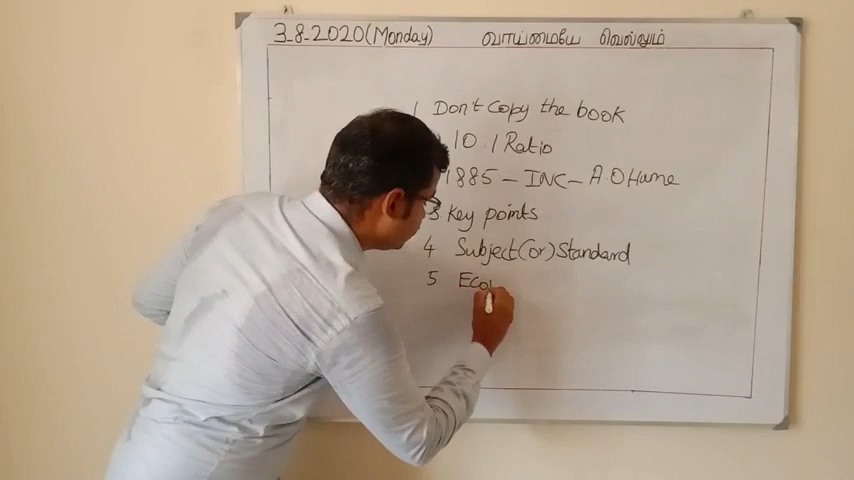 3-8-2020(Monday) வாய்மையே வெல்லும்
1 Don't Copy the book
10:1 Ratio
1885 - INC - A.O Hume
3 Key points
4 Subject(or) Standard
5 Eco